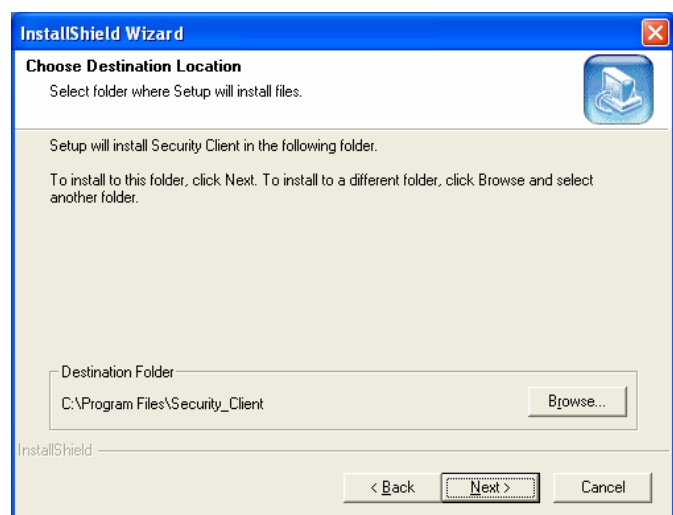 InstallShield Wizard
Choose Destination Location
Select folder where Setup will install files.
Setup will install Security Client in the following folder.
To install to this folder, click Next. To install to a different folder, click Browse and select
another folder.
Destination Folder
C:\Program Files\Security_Client
Browse...
InstallShield
< Back
Next >
Cancel